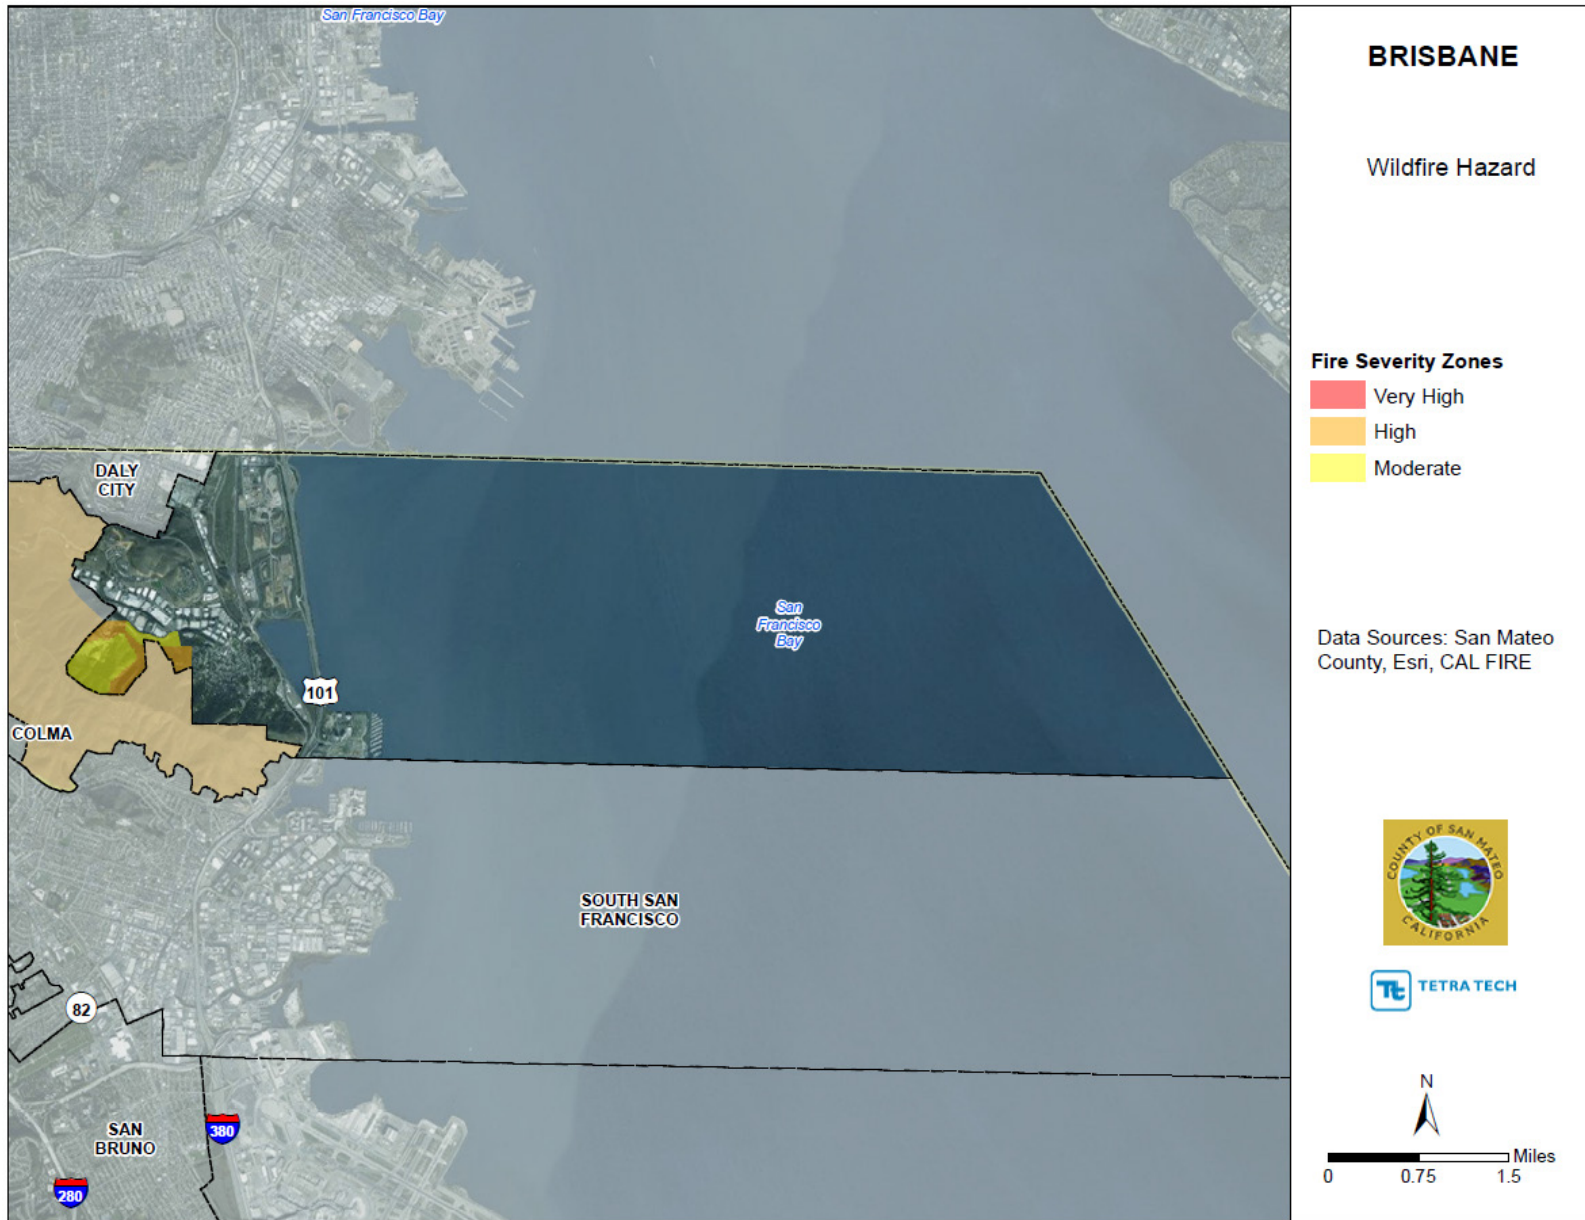 San Francisco Bay
DALY
CITY
San
Francisco
Bay
101
COLMA
SOUTH SAN
FRANCISCO
82
SAN
BRUNO
380
280
BRISBANE
Wildfire Hazard
Fire Severity Zones
Very High
High
Moderate
Data Sources: San Mateo
County, Esri, CAL FIRE
COUNTY OF SAN MATEO
CALIFORNIA
Tt TETRA TECH
N
Miles
0 0.75 1.5